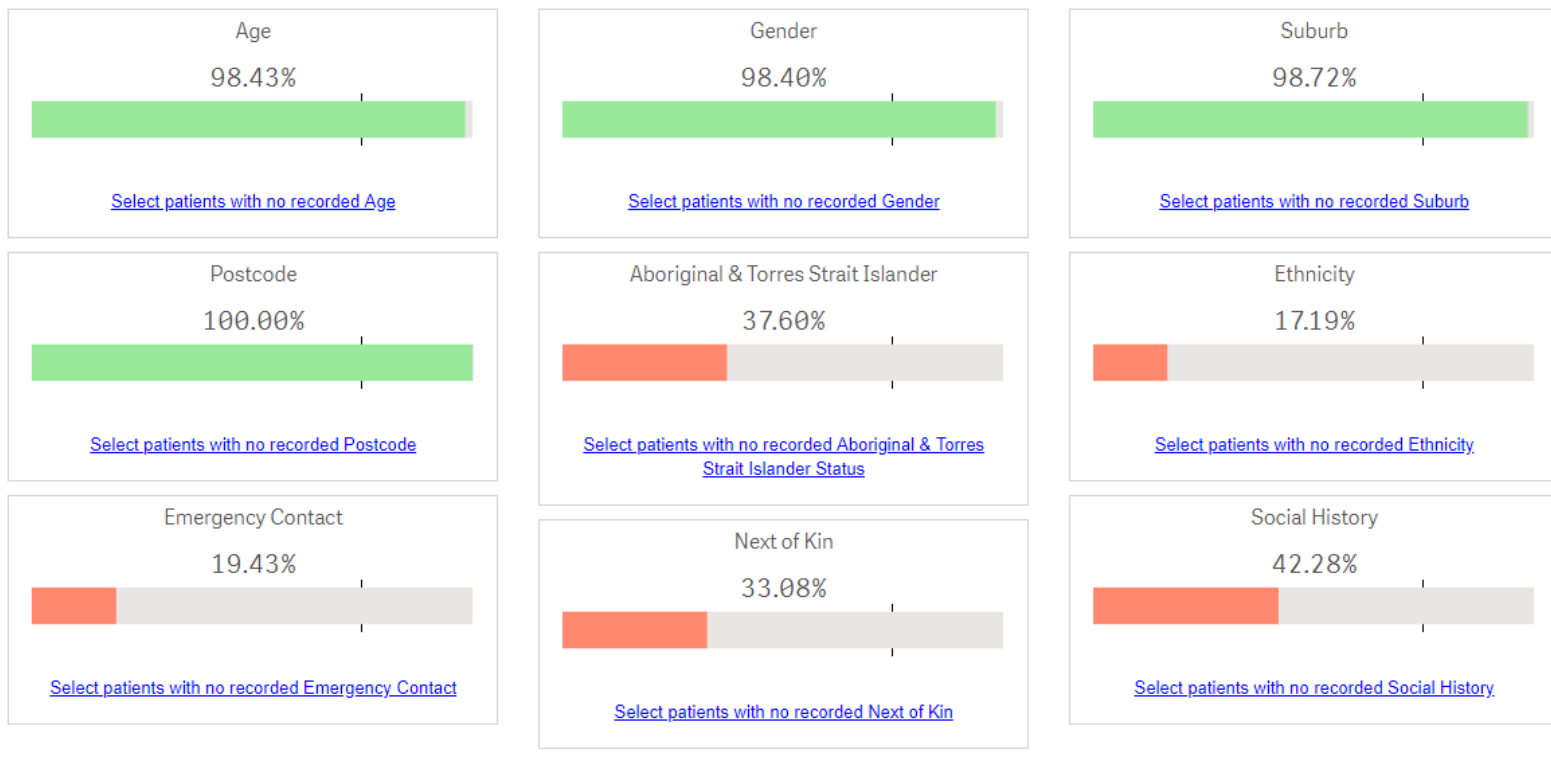 Age
98.43%
Select patients with no recorded Age
Gender
98.40%
Select patients with no recorded Gender
Suburb
98.72%
Select patients with no recorded Suburb
Postcode
100.00%
Select patients with no recorded Postcode
Aboriginal & Torres Strait Islander
37.60%
Select patients with no recorded Aboriginal & Torres
Strait Islander Status
Ethnicity
17.19%
Select patients with no recorded Ethnicity
Emergency Contact
19.43%
Select patients with no recorded Emergency Contact
Next of Kin
33.08%
Select patients with no recorded Next of Kin
Social History
42.28%
Select patients with no recorded Social History